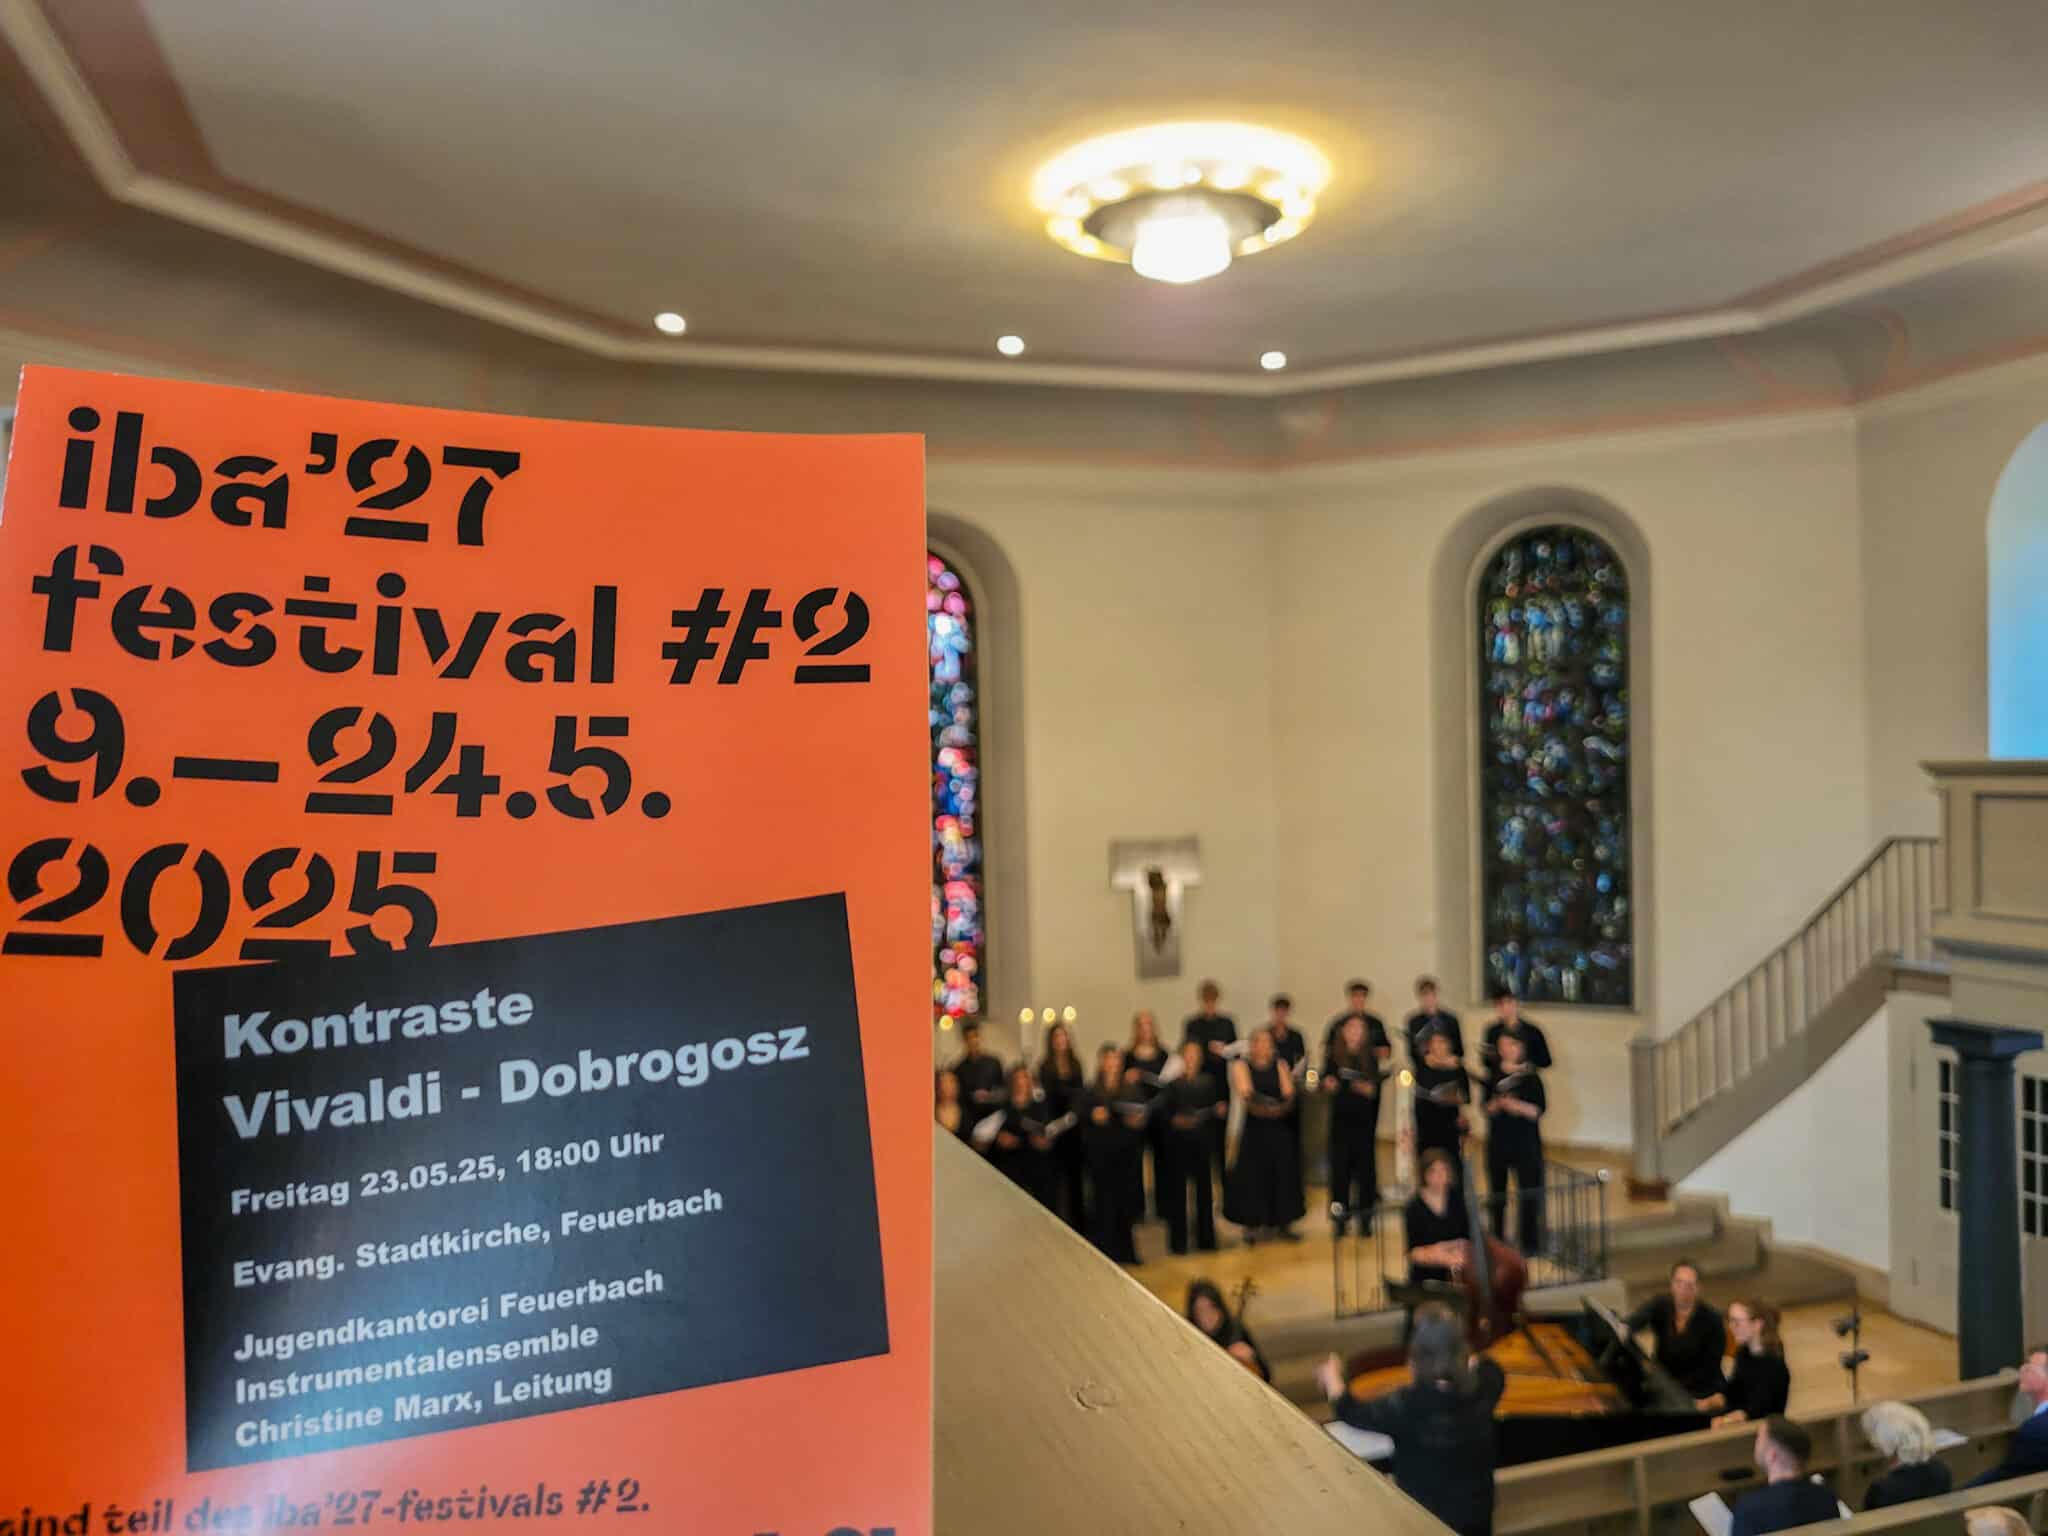 iba’27
festival #2
9.–24.5.
2025
Kontraste
Vivaldi - Dobrogosz
Freitag 23.05.25, 18:00 Uhr
Evang. Stadtkirche, Feuerbach
Jugendkantorei Feuerbach
Instrumentalensemble
Christine Marx, Leitung
sind teil des iba’27-festivals #2.